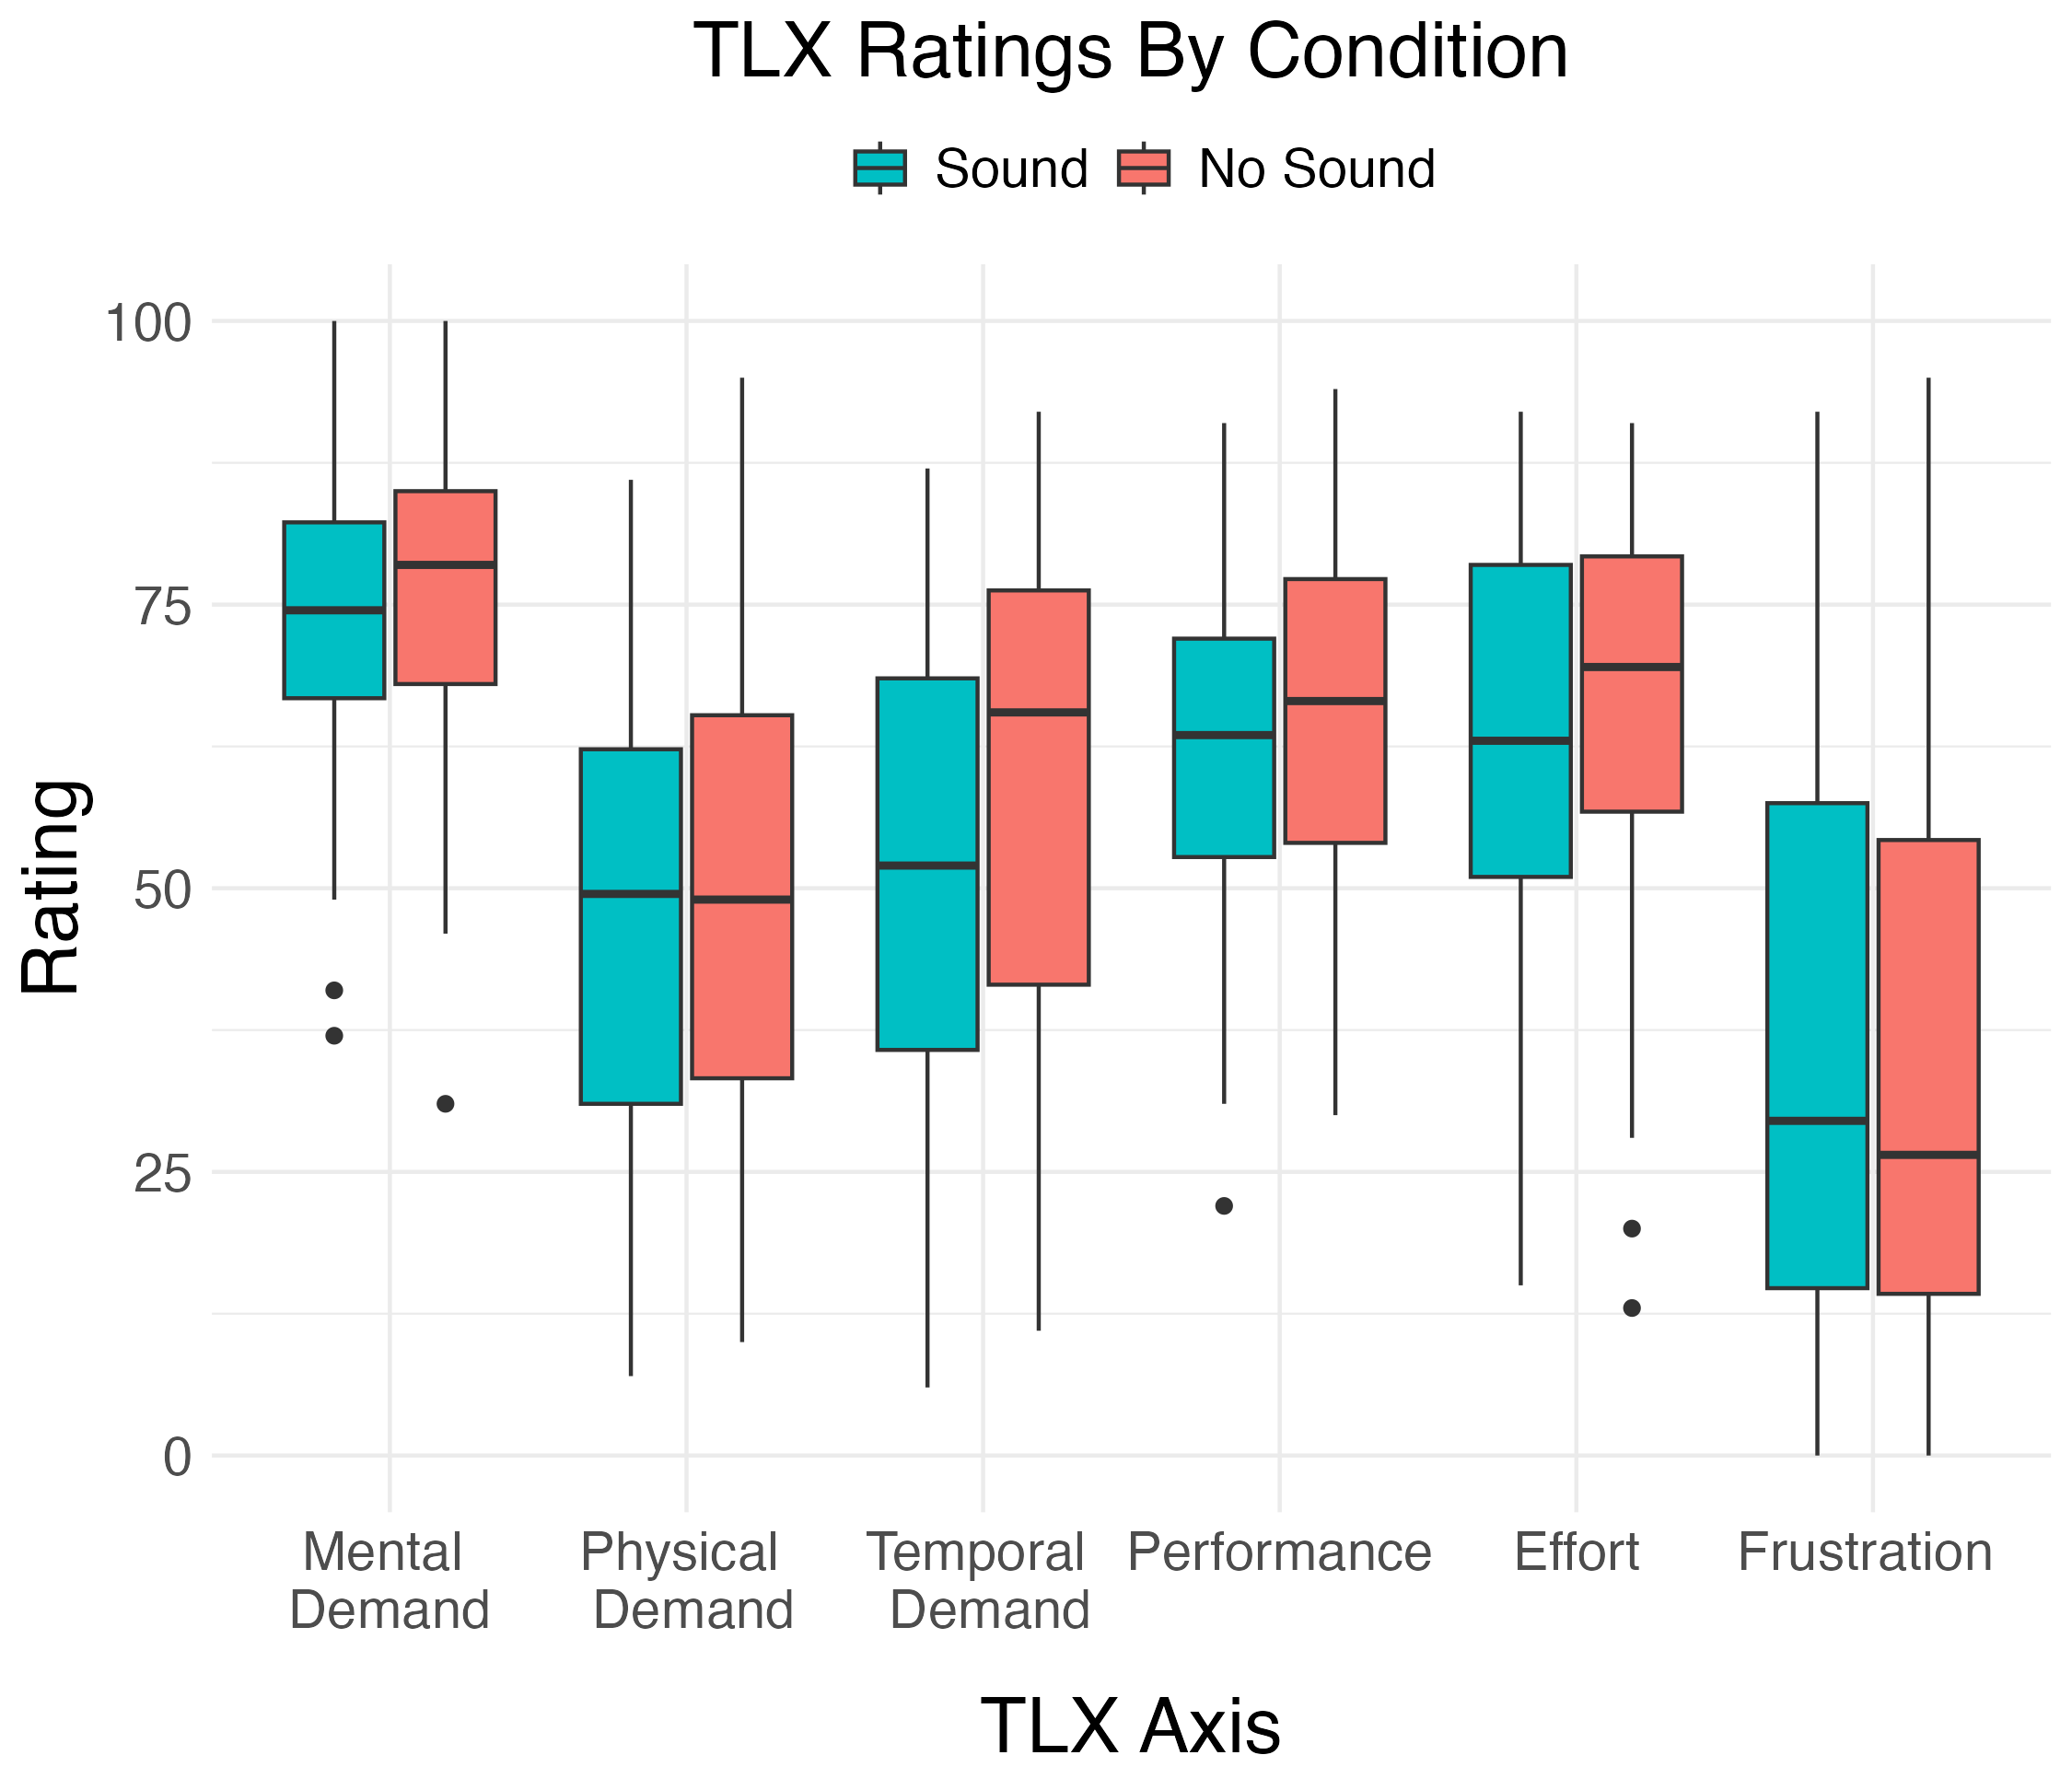 TLX Ratings By Condition
Sound No Sound
100
75
50
25
0
Rating
Mental Demand
Physical Demand
Temporal Demand
Performance
Effort
Frustration
TLX Axis